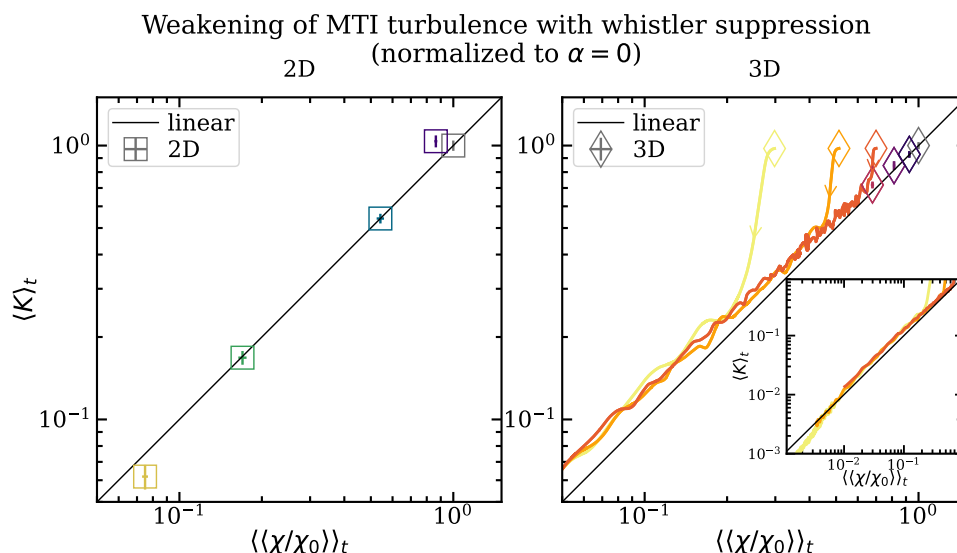 Weakening of MTI turbulence with whistler suppression
(normalized to α = 0)
2D
3D
linear
2D
linear
3D
10⁰
10⁻¹
⟨K⟩ₜ
10⁻¹
10⁰
⟨⟨χ/χ₀⟩⟩ₜ
10⁰
10⁻¹
10⁻¹
10⁰
⟨⟨χ/χ₀⟩⟩ₜ
10⁻¹
10⁻²
10⁻³
⟨K⟩ₜ
10⁻²
10⁻¹
⟨⟨χ/χ₀⟩⟩ₜ